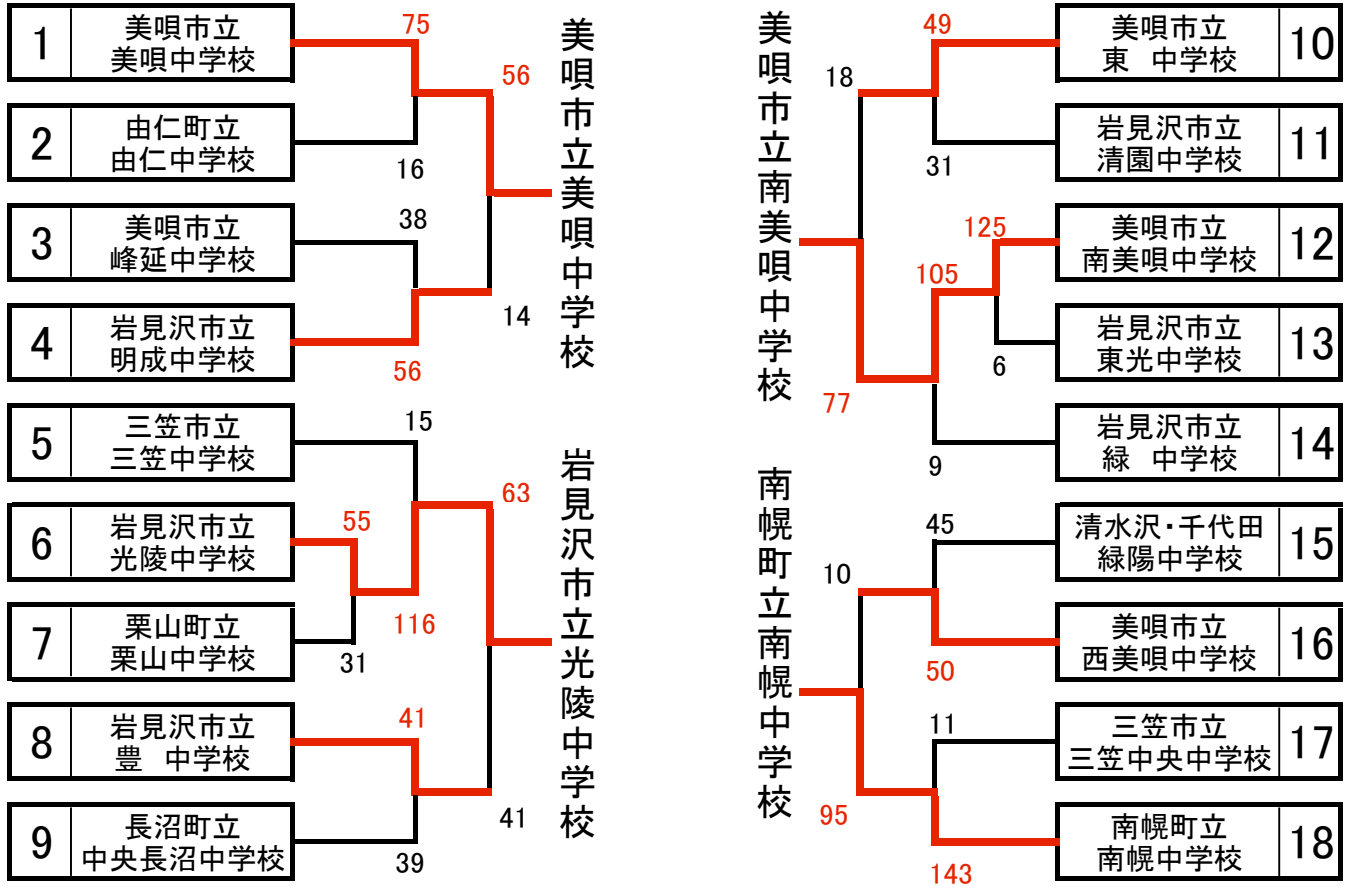 1
美唄市立
美唄中学校
2
由仁町立
由仁中学校
3
美唄市立
峰延中学校
4
岩見沢市立
明成中学校
5
三笠市立
三笠中学校
6
岩見沢市立
光陵中学校
7
栗山町立
栗山中学校
8
岩見沢市立
豊　中学校
9
長沼町立
中央長沼中学校
75
16
38
56
56
14
15
55
31
116
63
41
39
41
美唄市立美唄中学校
岩見沢市立光陵中学校
美唄市立南美唄中学校
南幌町立南幌中学校
49
18
31
125
105
6
77
9
45
10
50
11
95
143
美唄市立
東　中学校
10
岩見沢市立
清園中学校
11
美唄市立
南美唄中学校
12
岩見沢市立
東光中学校
13
岩見沢市立
緑　中学校
14
清水沢・千代田
緑陽中学校
15
美唄市立
西美唄中学校
16
三笠市立
三笠中央中学校
17
南幌町立
南幌中学校
18